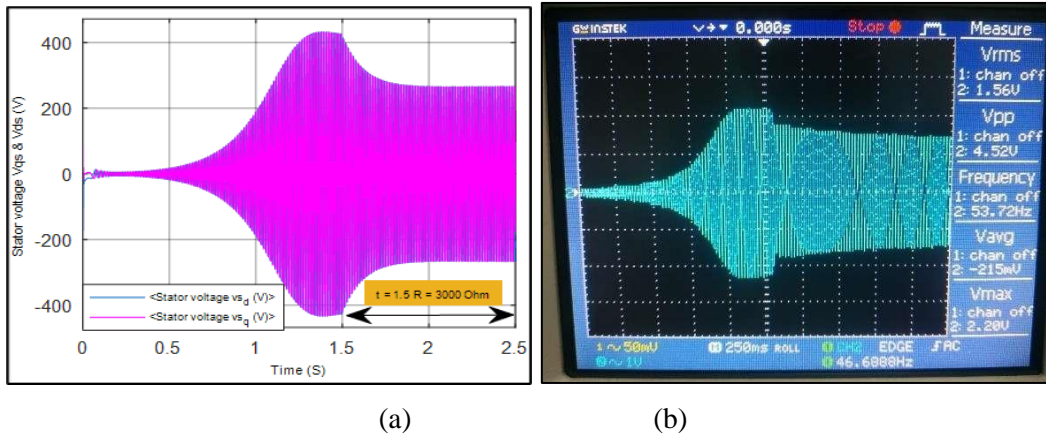 Stator voltage Vqs & Vds (V)
400
200
0
-200
-400
<Stator voltage vs_d (V)>
<Stator voltage vs_q (V)>
t = 1.5 R = 3000 Ohm
0
0.5
1
1.5
2
2.5
Time (S)
(a)
GWINSTEK
0.000s
Stop
Measure
Vrms
1: chan off
2: 1.56V
Vpp
1: chan off
2: 4.52V
Frequency
1: chan off
2: 53.72Hz
Vavg
1: chan off
2: -215mV
Vmax
1: chan off
2: 2.20V
1 ~ 50mV
250ms ROLL
CH2 EDGE AC
2 ~ 1V
46.6888Hz
(b)